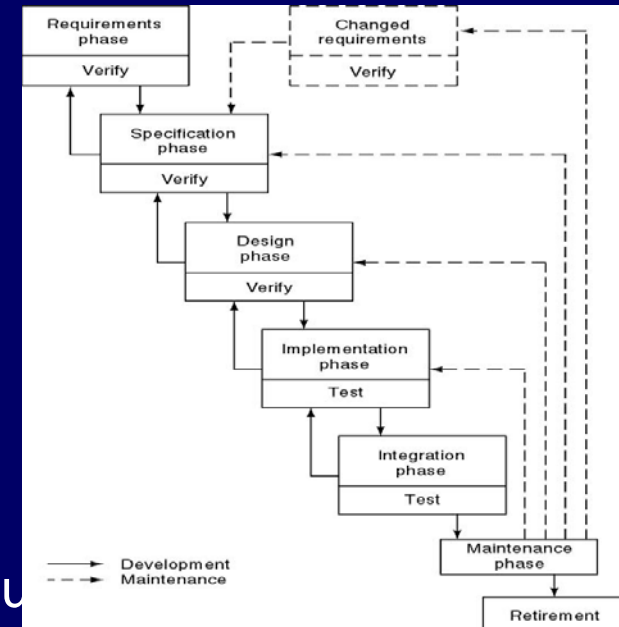 Requirements
phase
Verify
Changed
requirements
Verify
Specification
phase
Verify
Design
phase
Verify
Implementation
phase
Test
Integration
phase
Test
Maintenance
phase
Development
Maintenance
Retirement